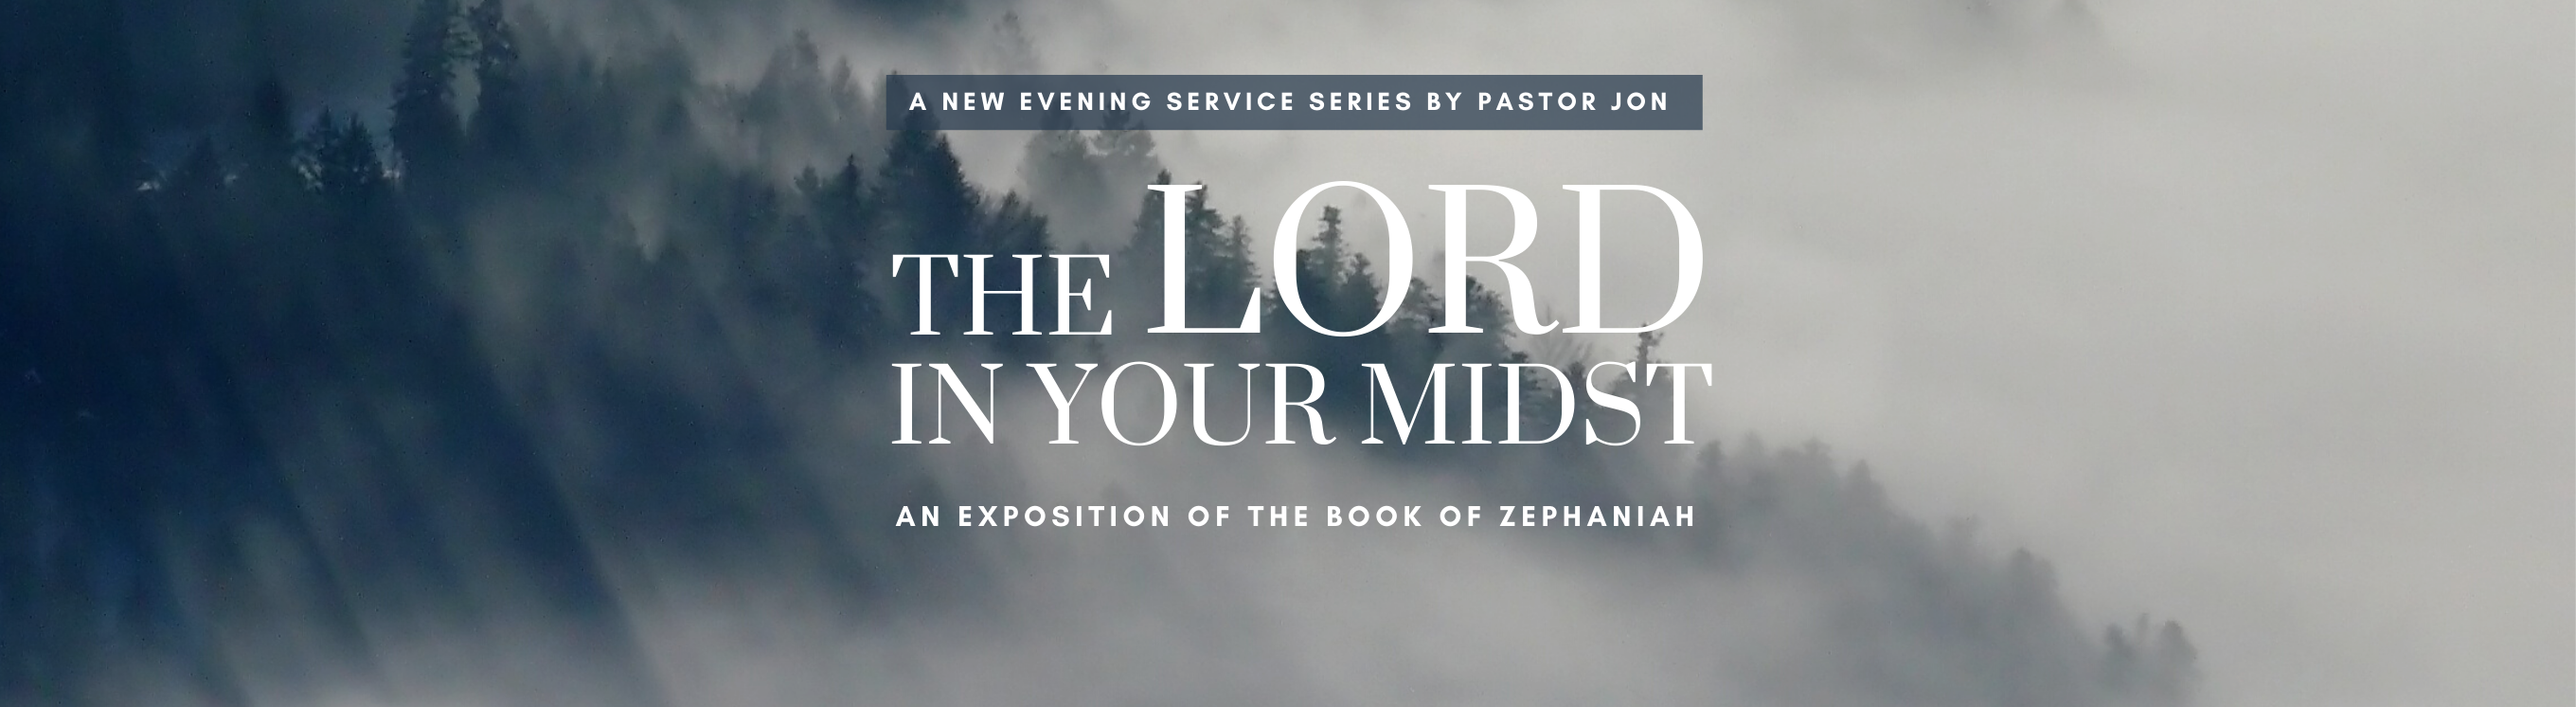 A NEW EVENING SERVICE SERIES BY PASTOR JON
THE LORD
IN YOUR MIDST
AN EXPOSITION OF THE BOOK OF ZEPHANIAH